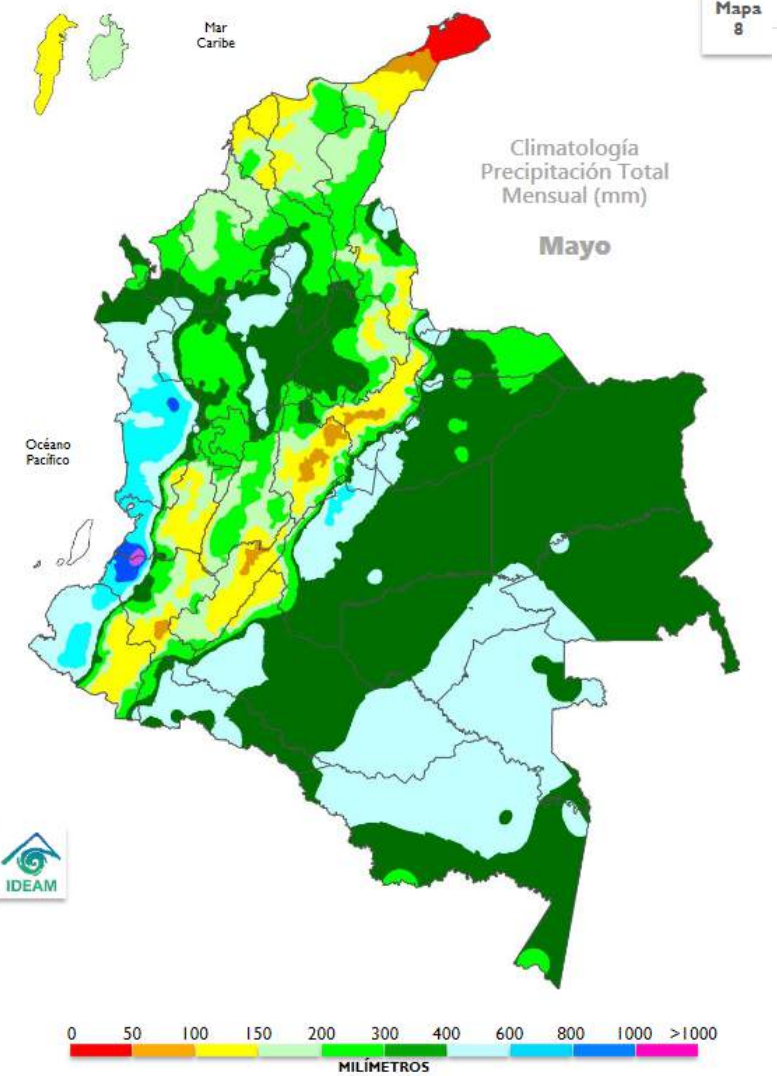 Mapa
8
Mar
Caribe
Climatología
Precipitación Total
Mensual (mm)
Mayo
Océano
Pacífico
IDEAM
0 50 100 150 200 300 400 600 800 1000 >1000
MILÍMETROS